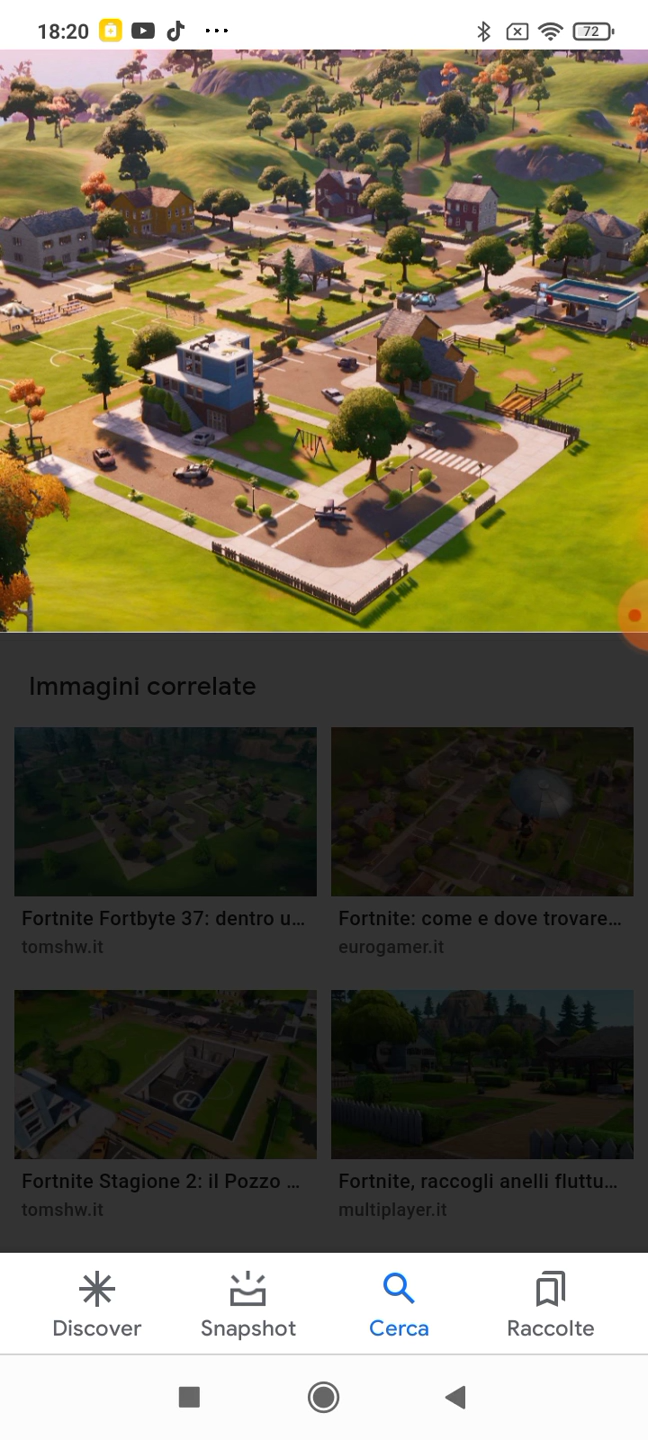 18:20
72
Immagini correlate
Fortnite Fortbyte 37: dentro u...
Fortnite: come e dove trovare...
tomshw.it
eurogamer.it
Fortnite Stagione 2: il Pozzo ...
Fortnite, raccogli anelli fluttu...
tomshw.it
multiplayer.it
Discover
Snapshot
Cerca
Raccolte